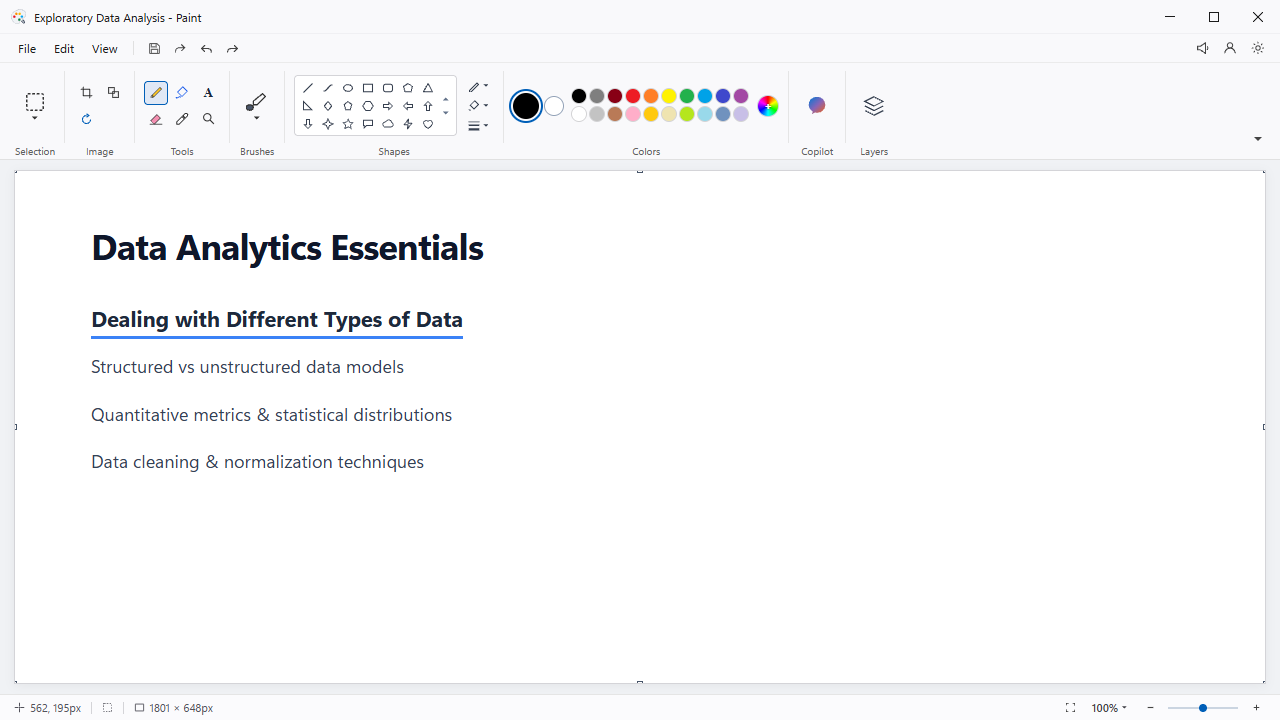 Exploratory Data Analysis - Paint
File Edit View
Selection Image Tools Brushes Shapes Colors Copilot Layers
Data Analytics Essentials
Dealing with Different Types of Data
Structured vs unstructured data models
Quantitative metrics & statistical distributions
Data cleaning & normalization techniques
562, 195px 1801 × 648px 100%